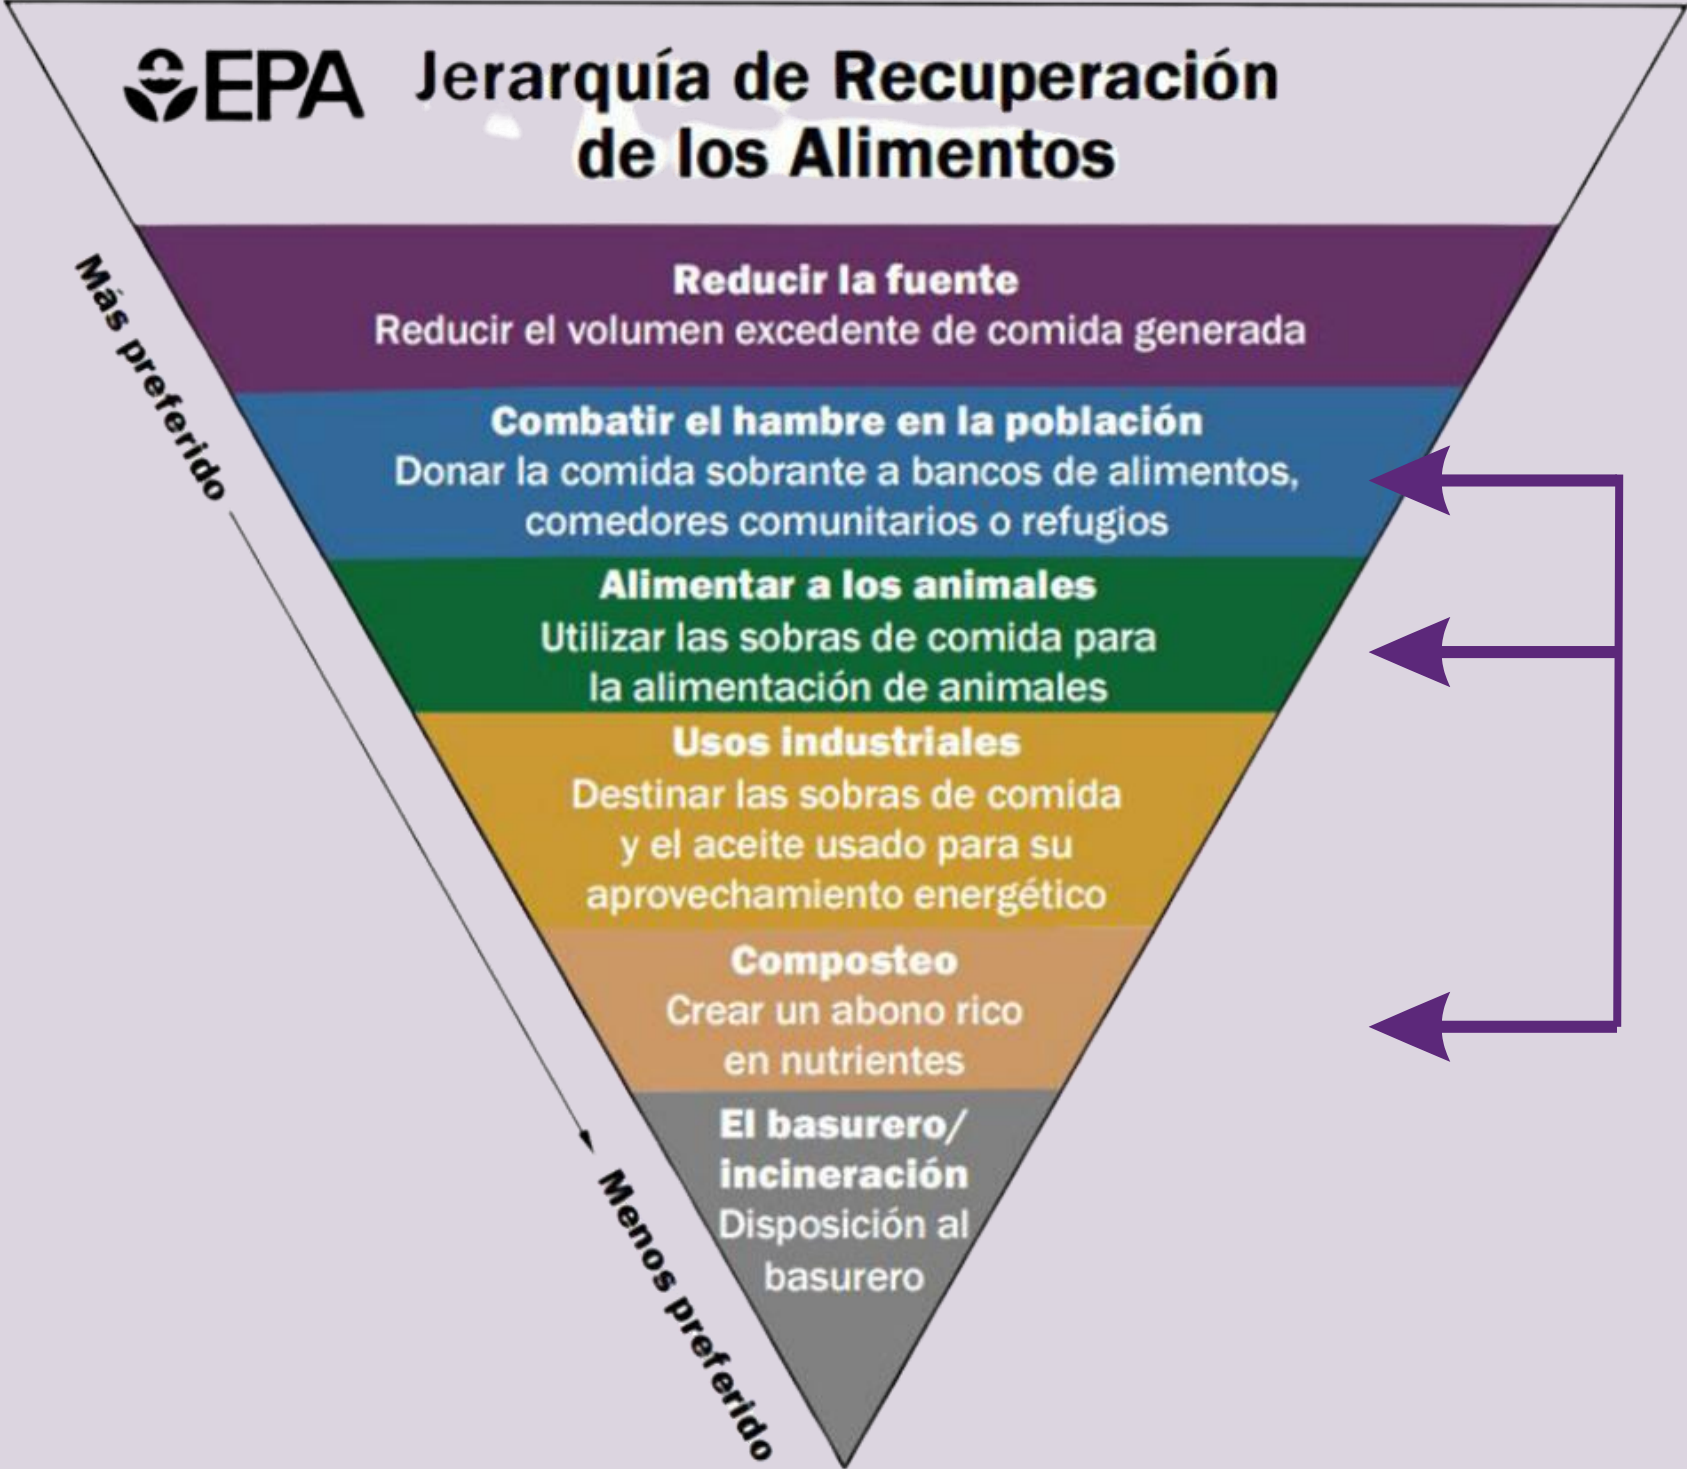 EPA Jerarquía de Recuperación
de los Alimentos
Más preferido
Reducir la fuente
Reducir el volumen excedente de comida generada
Combatir el hambre en la población
Donar la comida sobrante a bancos de alimentos,
comedores comunitarios o refugios
Alimentar a los animales
Utilizar las sobras de comida para
la alimentación de animales
Usos industriales
Destinar las sobras de comida
y el aceite usado para su
aprovechamiento energético
Composteo
Crear un abono rico
en nutrientes
El basurero/
incineración
Disposición al
basurero
Menos preferido